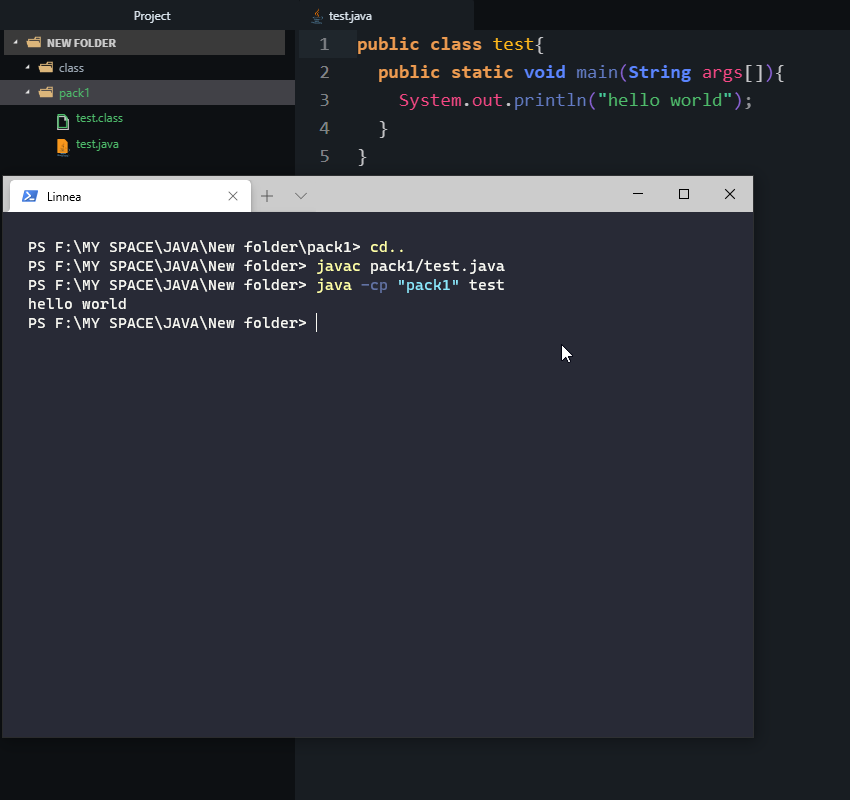 Project
test.java
NEW FOLDER
class
pack1
test.class
test.java
1 public class test{
2 public static void main(String args[]){
3 System.out.println("hello world");
4 }
5 }
Linnea
PS F:\MY SPACE\JAVA\New folder\pack1> cd..
PS F:\MY SPACE\JAVA\New folder> javac pack1/test.java
PS F:\MY SPACE\JAVA\New folder> java -cp "pack1" test
hello world
PS F:\MY SPACE\JAVA\New folder>